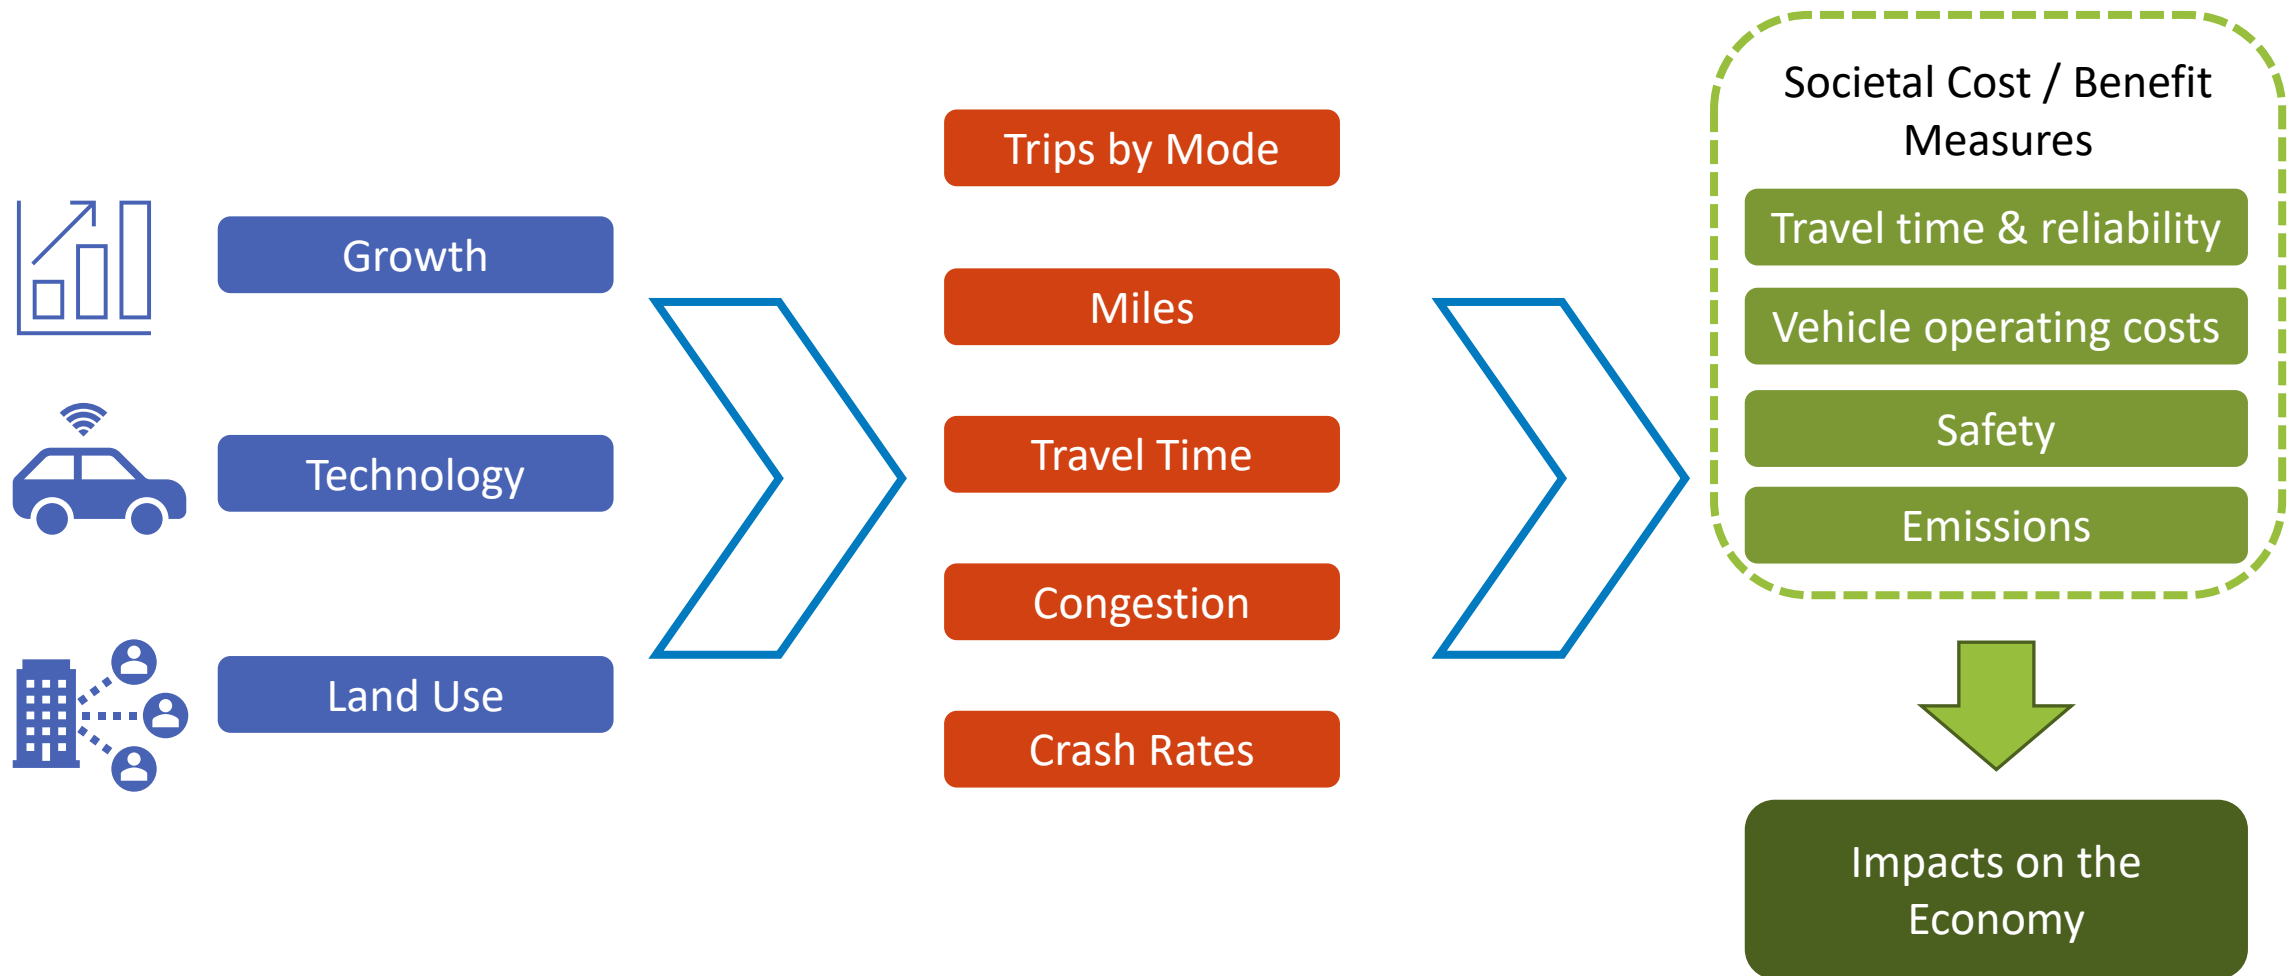 Growth
Technology
Land Use
Trips by Mode
Miles
Travel Time
Congestion
Crash Rates
Societal Cost / Benefit
Measures
Travel time & reliability
Vehicle operating costs
Safety
Emissions
Impacts on the
Economy